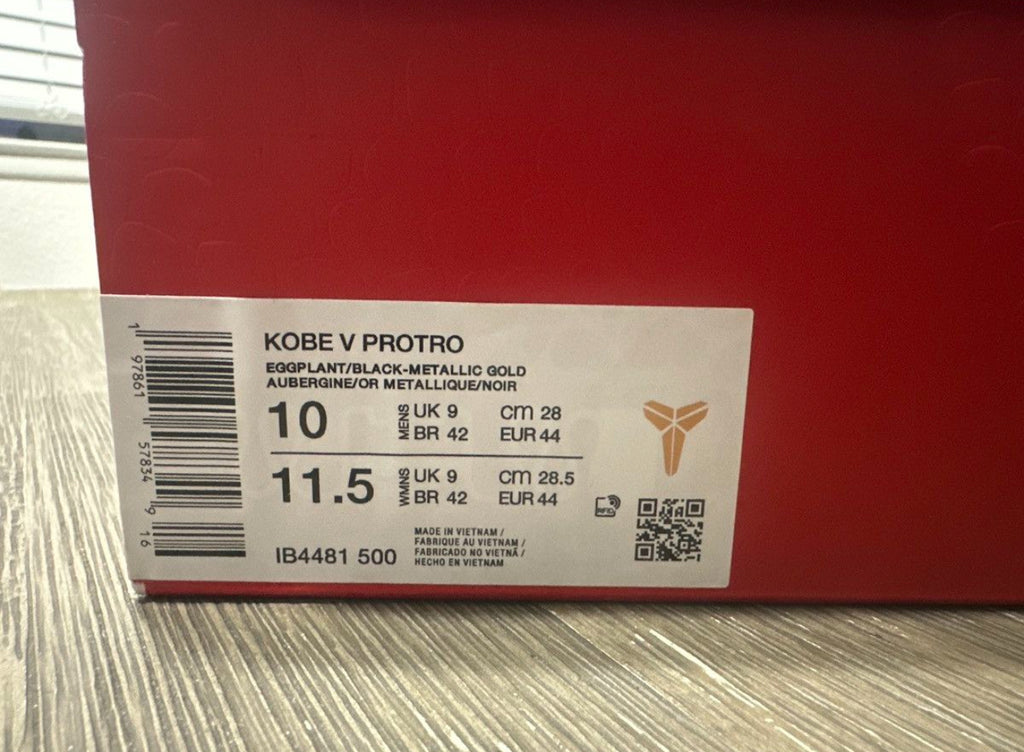 KOBE V PROTRO
EGGPLANT/BLACK-METALLIC GOLD
AUBERGINE/OR METALLIQUE/NOIR
10 MENS UK 9 cm 28
BR 42 EUR 44
11.5 WMNS UK 9 cm 28.5
BR 42 EUR 44
RFID
IB4481 500
MADE IN VIETNAM /
FABRIQUE AU VIETNAM /
FABRICADO NO VIETNÃ /
HECHO EN VIETNAM
1 97861 57834 9 16